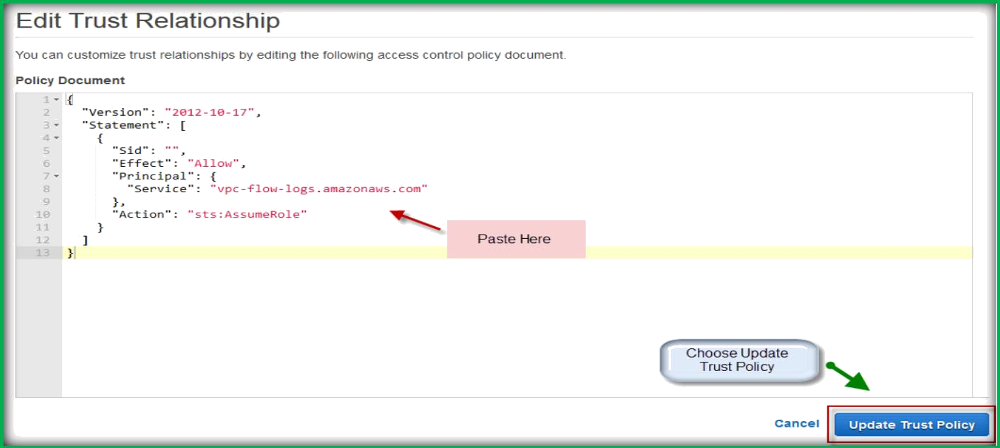 Edit Trust Relationship
You can customize trust relationships by editing the following access control policy document.
Policy Document
1 {
2 "Version": "2012-10-17",
3 "Statement": [
4 {
5 "Sid": "",
6 "Effect": "Allow",
7 "Principal": {
8 "Service": "vpc-flow-logs.amazonaws.com"
9 },
10 "Action": "sts:AssumeRole"
11 }
12 ]
13 }
Paste Here
Choose Update
Trust Policy
Cancel Update Trust Policy